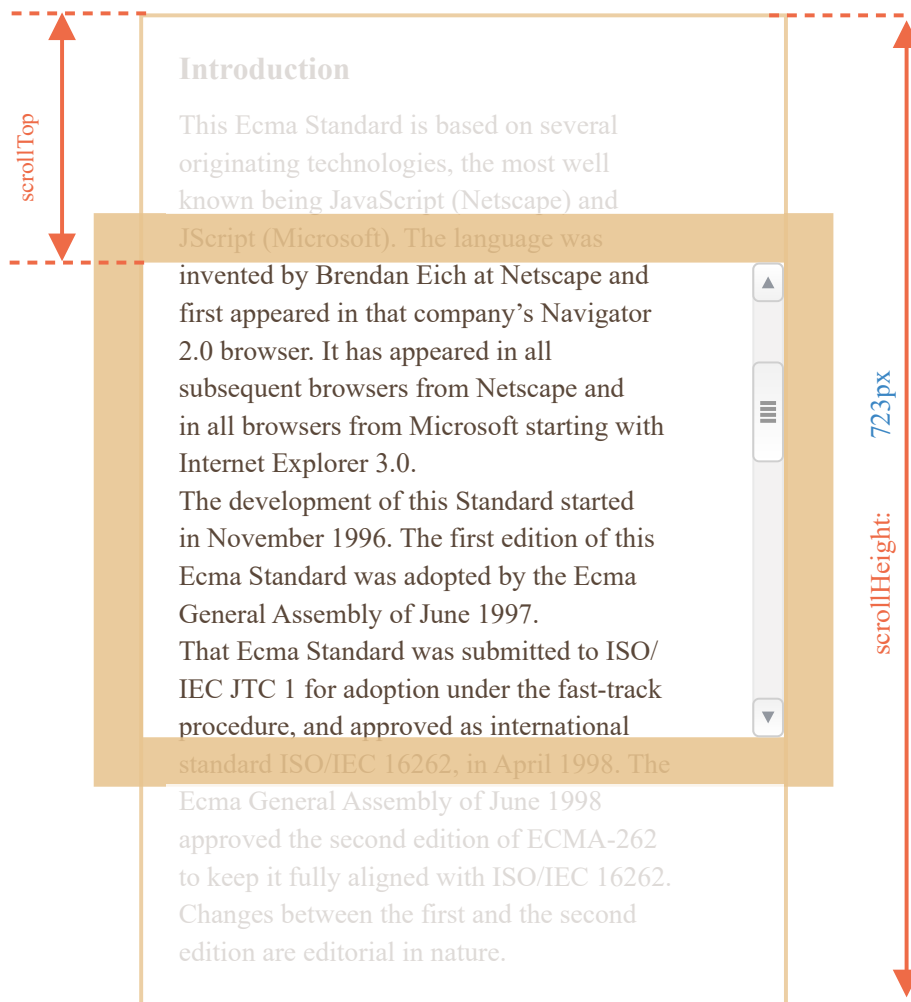 Introduction
This Ecma Standard is based on several
originating technologies, the most well
known being JavaScript (Netscape) and
JScript (Microsoft). The language was
invented by Brendan Eich at Netscape and
first appeared in that company’s Navigator
2.0 browser. It has appeared in all
subsequent browsers from Netscape and
in all browsers from Microsoft starting with
Internet Explorer 3.0.
The development of this Standard started
in November 1996. The first edition of this
Ecma Standard was adopted by the Ecma
General Assembly of June 1997.
That Ecma Standard was submitted to ISO/
IEC JTC 1 for adoption under the fast-track
procedure, and approved as international
standard ISO/IEC 16262, in April 1998. The
Ecma General Assembly of June 1998
approved the second edition of ECMA-262
to keep it fully aligned with ISO/IEC 16262.
Changes between the first and the second
edition are editorial in nature.
scrollTop
scrollHeight: 723px